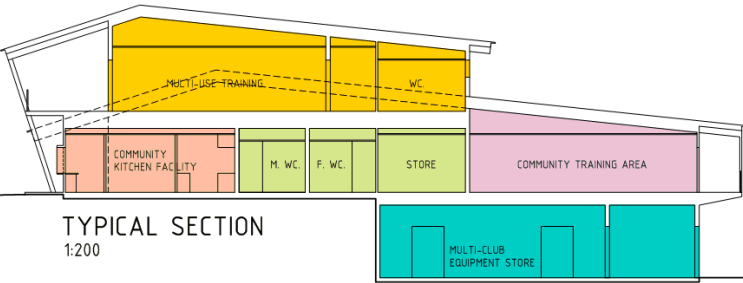 MULTI-USE TRAINING
WC.
COMMUNITY
KITCHEN FACILITY
M. WC.
F. WC.
STORE
COMMUNITY TRAINING AREA
TYPICAL SECTION
1:200
MULTI-CLUB
EQUIPMENT STORE